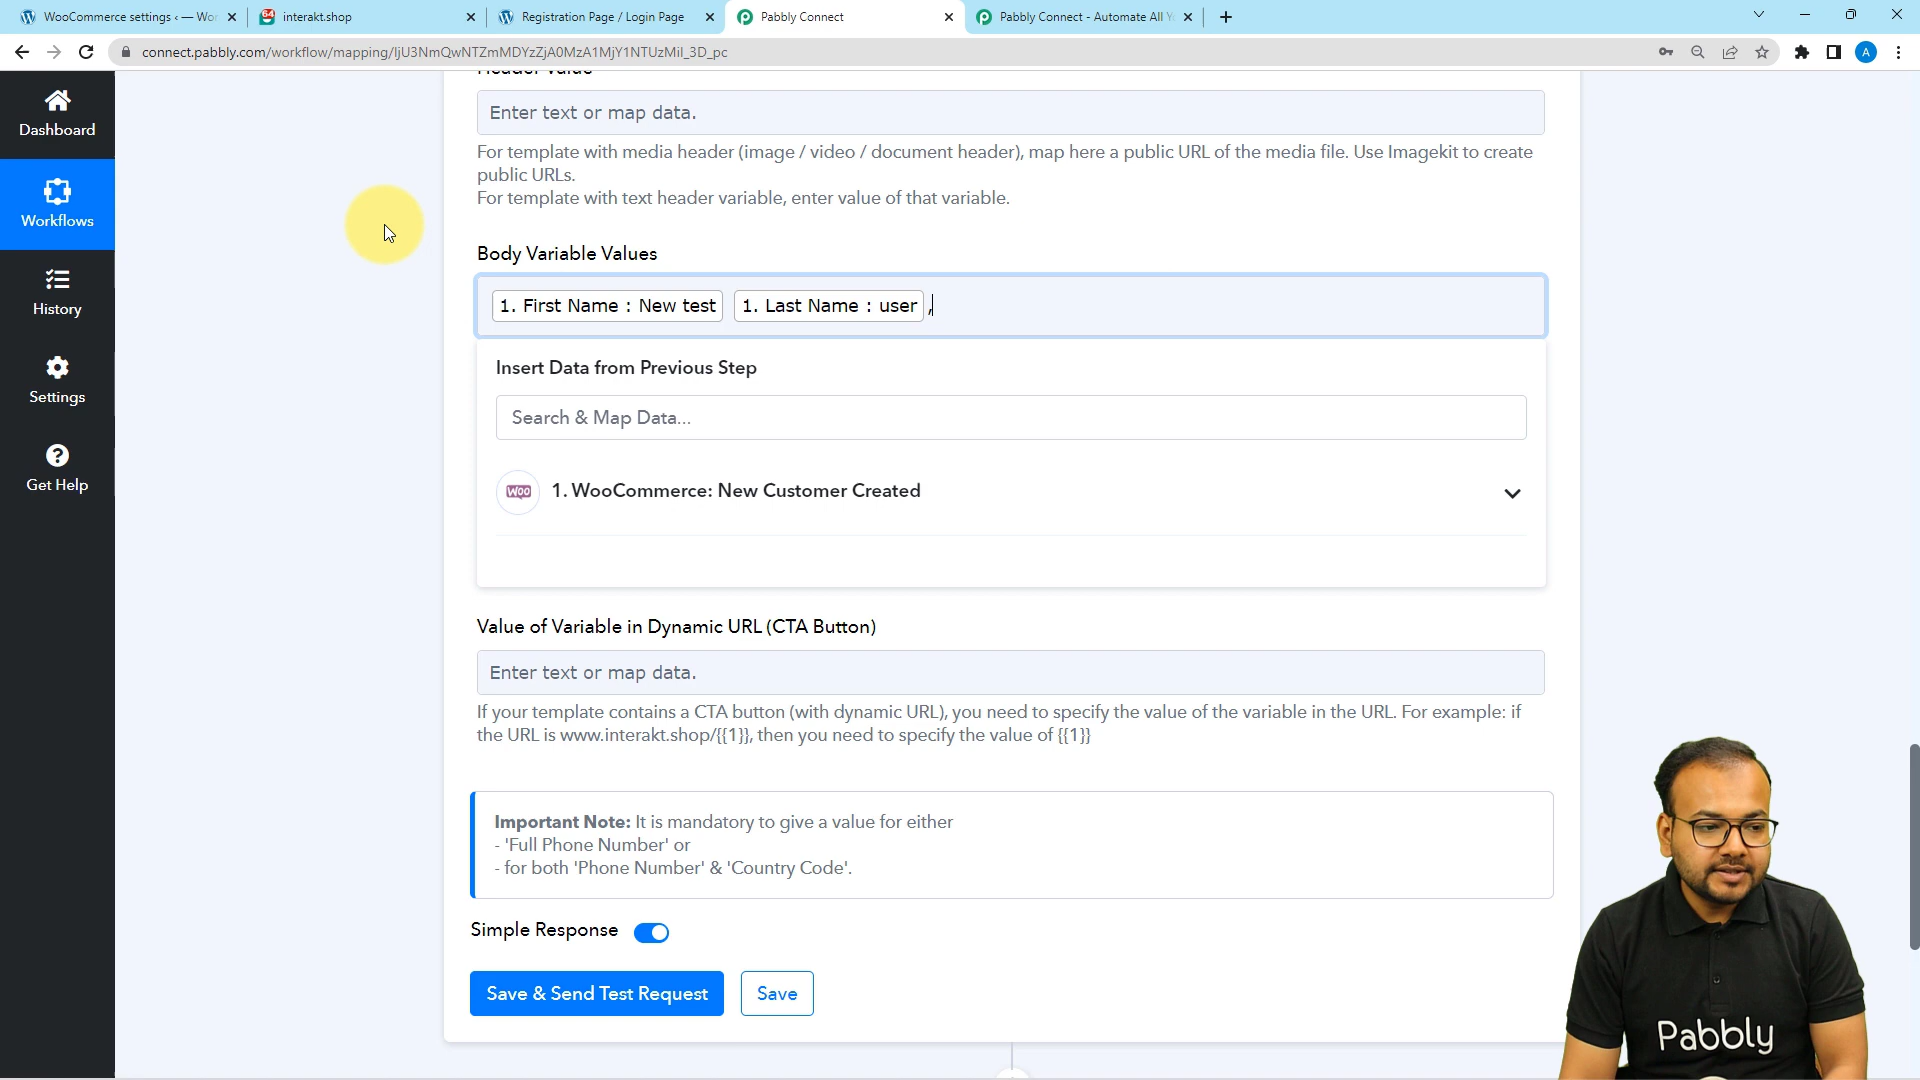 WooCommerce settings ‹ — Wo
64
interakt.shop
Registration Page / Login Page
Pabbly Connect
Pabbly Connect - Automate All Y
connect.pabbly.com/workflow/mapping/IjU3NmQwNTZmMDYzZjA0MzA1MjY1NTUzMiI_3D_pc
A
Dashboard
Workflows
History
Settings
Get Help
Header Value
Enter text or map data.
For template with media header (image / video / document header), map here a public URL of the media file. Use Imagekit to create
public URLs.
For template with text header variable, enter value of that variable.
Body Variable Values
1. First Name : New test 1. Last Name : user ,
Insert Data from Previous Step
Search & Map Data...
WOO 1. WooCommerce: New Customer Created
Value of Variable in Dynamic URL (CTA Button)
Enter text or map data.
If your template contains a CTA button (with dynamic URL), you need to specify the value of the variable in the URL. For example: if
the URL is www.interakt.shop/{{1}}, then you need to specify the value of {{1}}
Important Note: It is mandatory to give a value for either
- 'Full Phone Number' or
- for both 'Phone Number' & 'Country Code'.
Simple Response
Save & Send Test Request
Save
Pabbly